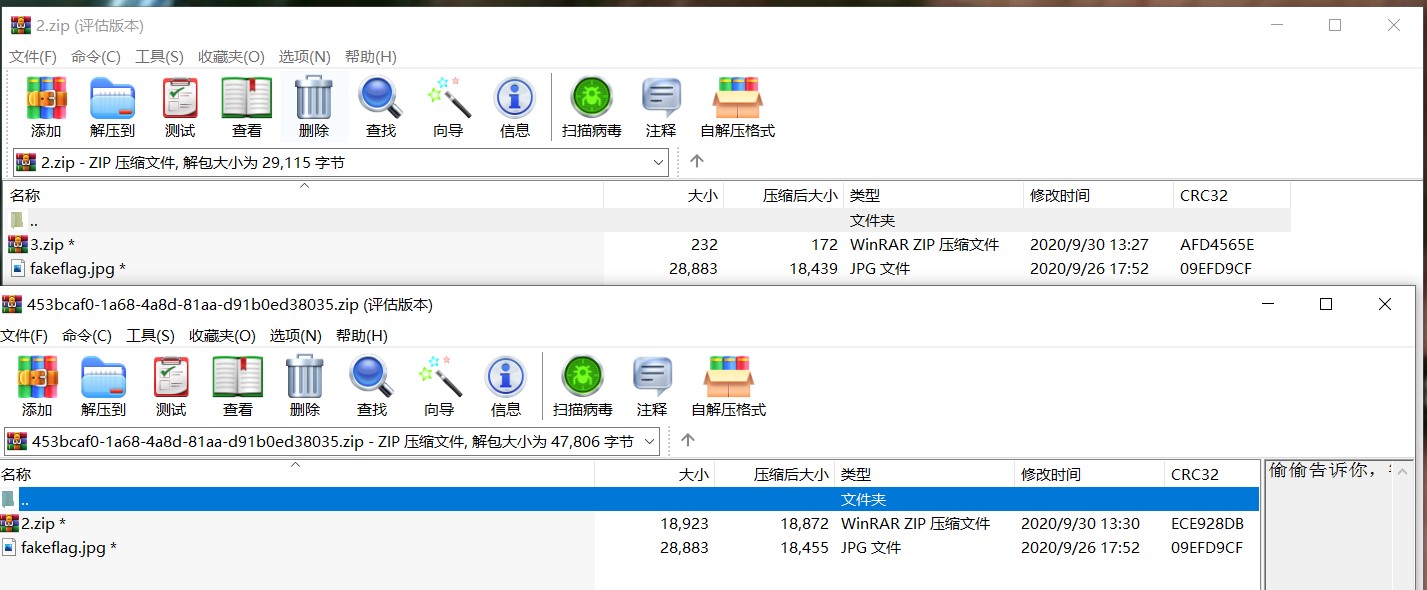 2.zip (评估版本)
文件(F) 命令(C) 工具(S) 收藏夹(O) 选项(N) 帮助(H)
添加 解压到 测试 查看 删除 查找 向导 信息 扫描病毒 注释 自解压格式
2.zip - ZIP 压缩文件, 解包大小为 29,115 字节
名称 大小 压缩后大小 类型 修改时间 CRC32
.. 文件夹
3.zip * 232 172 WinRAR ZIP 压缩文件 2020/9/30 13:27 AFD4565E
fakeflag.jpg * 28,883 18,439 JPG 文件 2020/9/26 17:52 09EFD9CF
453bcaf0-1a68-4a8d-81aa-d91b0ed38035.zip (评估版本)
文件(F) 命令(C) 工具(S) 收藏夹(O) 选项(N) 帮助(H)
添加 解压到 测试 查看 删除 查找 向导 信息 扫描病毒 注释 自解压格式
453bcaf0-1a68-4a8d-81aa-d91b0ed38035.zip - ZIP 压缩文件, 解包大小为 47,806 字节
名称 大小 压缩后大小 类型 修改时间 CRC32 偷偷告诉你，
.. 文件夹
2.zip * 18,923 18,872 WinRAR ZIP 压缩文件 2020/9/30 13:30 ECE928DB
fakeflag.jpg * 28,883 18,455 JPG 文件 2020/9/26 17:52 09EFD9CF